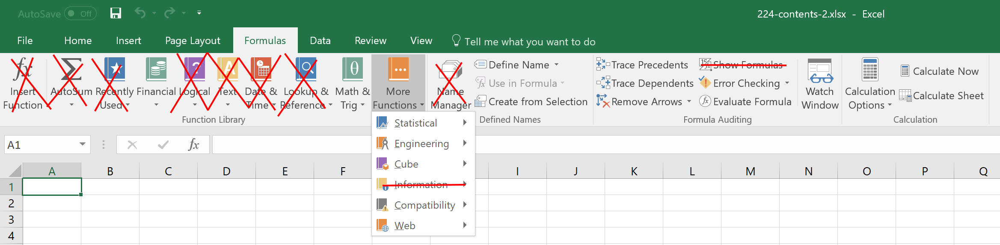 AutoSave Off
224-contents-2.xlsx - Excel
File Home Insert Page Layout Formulas Data Review View Tell me what you want to do
fx
Insert
Function
AutoSum
Recently
Used
Financial
Logical
Text
Date &
Time
Lookup &
Reference
Math &
Trig
More
Functions
Function Library
Name
Manager
Define Name
Use in Formula
Create from Selection
Defined Names
Trace Precedents
Trace Dependents
Remove Arrows
Show Formulas
Error Checking
Evaluate Formula
Formula Auditing
Watch
Window
Calculation
Options
Calculate Now
Calculate Sheet
Calculation
Statistical
Engineering
Cube
Information
Compatibility
Web
A1 fx
A B C D E F I J K L M N O P Q
1
2
3
4